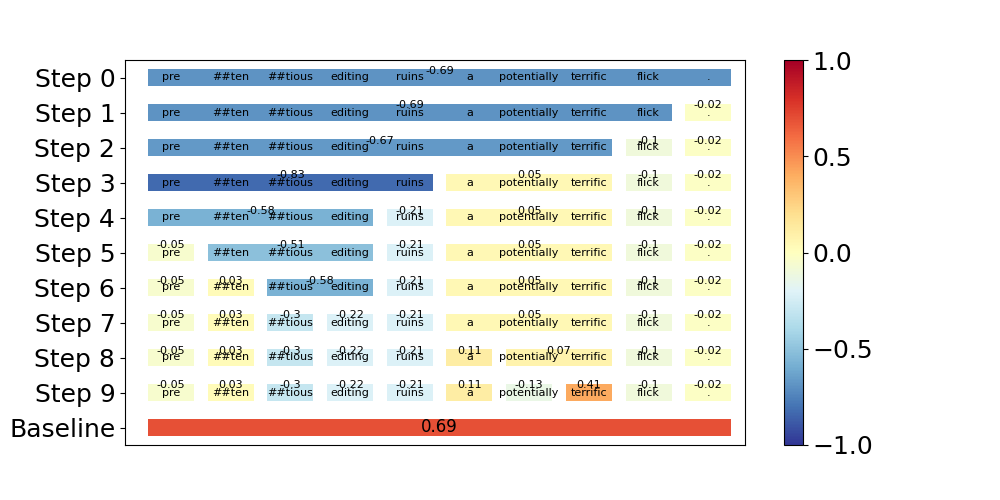 Step 0 -0.69 pre ##ten ##tious editing ruins a potentially terrific flick .
Step 1 -0.69 -0.02 pre ##ten ##tious editing ruins a potentially terrific flick .
Step 2 -0.67 -0.1 -0.02 pre ##ten ##tious editing ruins a potentially terrific flick .
Step 3 -0.83 0.05 -0.1 -0.02 pre ##ten ##tious editing ruins a potentially terrific flick .
Step 4 -0.58 -0.21 0.05 -0.1 -0.02 pre ##ten ##tious editing ruins a potentially terrific flick .
Step 5 -0.05 -0.51 -0.21 0.05 -0.1 -0.02 pre ##ten ##tious editing ruins a potentially terrific flick .
Step 6 -0.05 0.03 -0.58 -0.21 0.05 -0.1 -0.02 pre ##ten ##tious editing ruins a potentially terrific flick .
Step 7 -0.05 0.03 -0.3 -0.22 -0.21 0.05 -0.1 -0.02 pre ##ten ##tious editing ruins a potentially terrific flick .
Step 8 -0.05 0.03 -0.3 -0.22 -0.21 0.11 0.07 -0.1 -0.02 pre ##ten ##tious editing ruins a potentially terrific flick .
Step 9 -0.05 0.03 -0.3 -0.22 -0.21 0.11 -0.13 0.41 -0.1 -0.02 pre ##ten ##tious editing ruins a potentially terrific flick .
Baseline 0.69
1.0
0.5
0.0
−0.5
−1.0